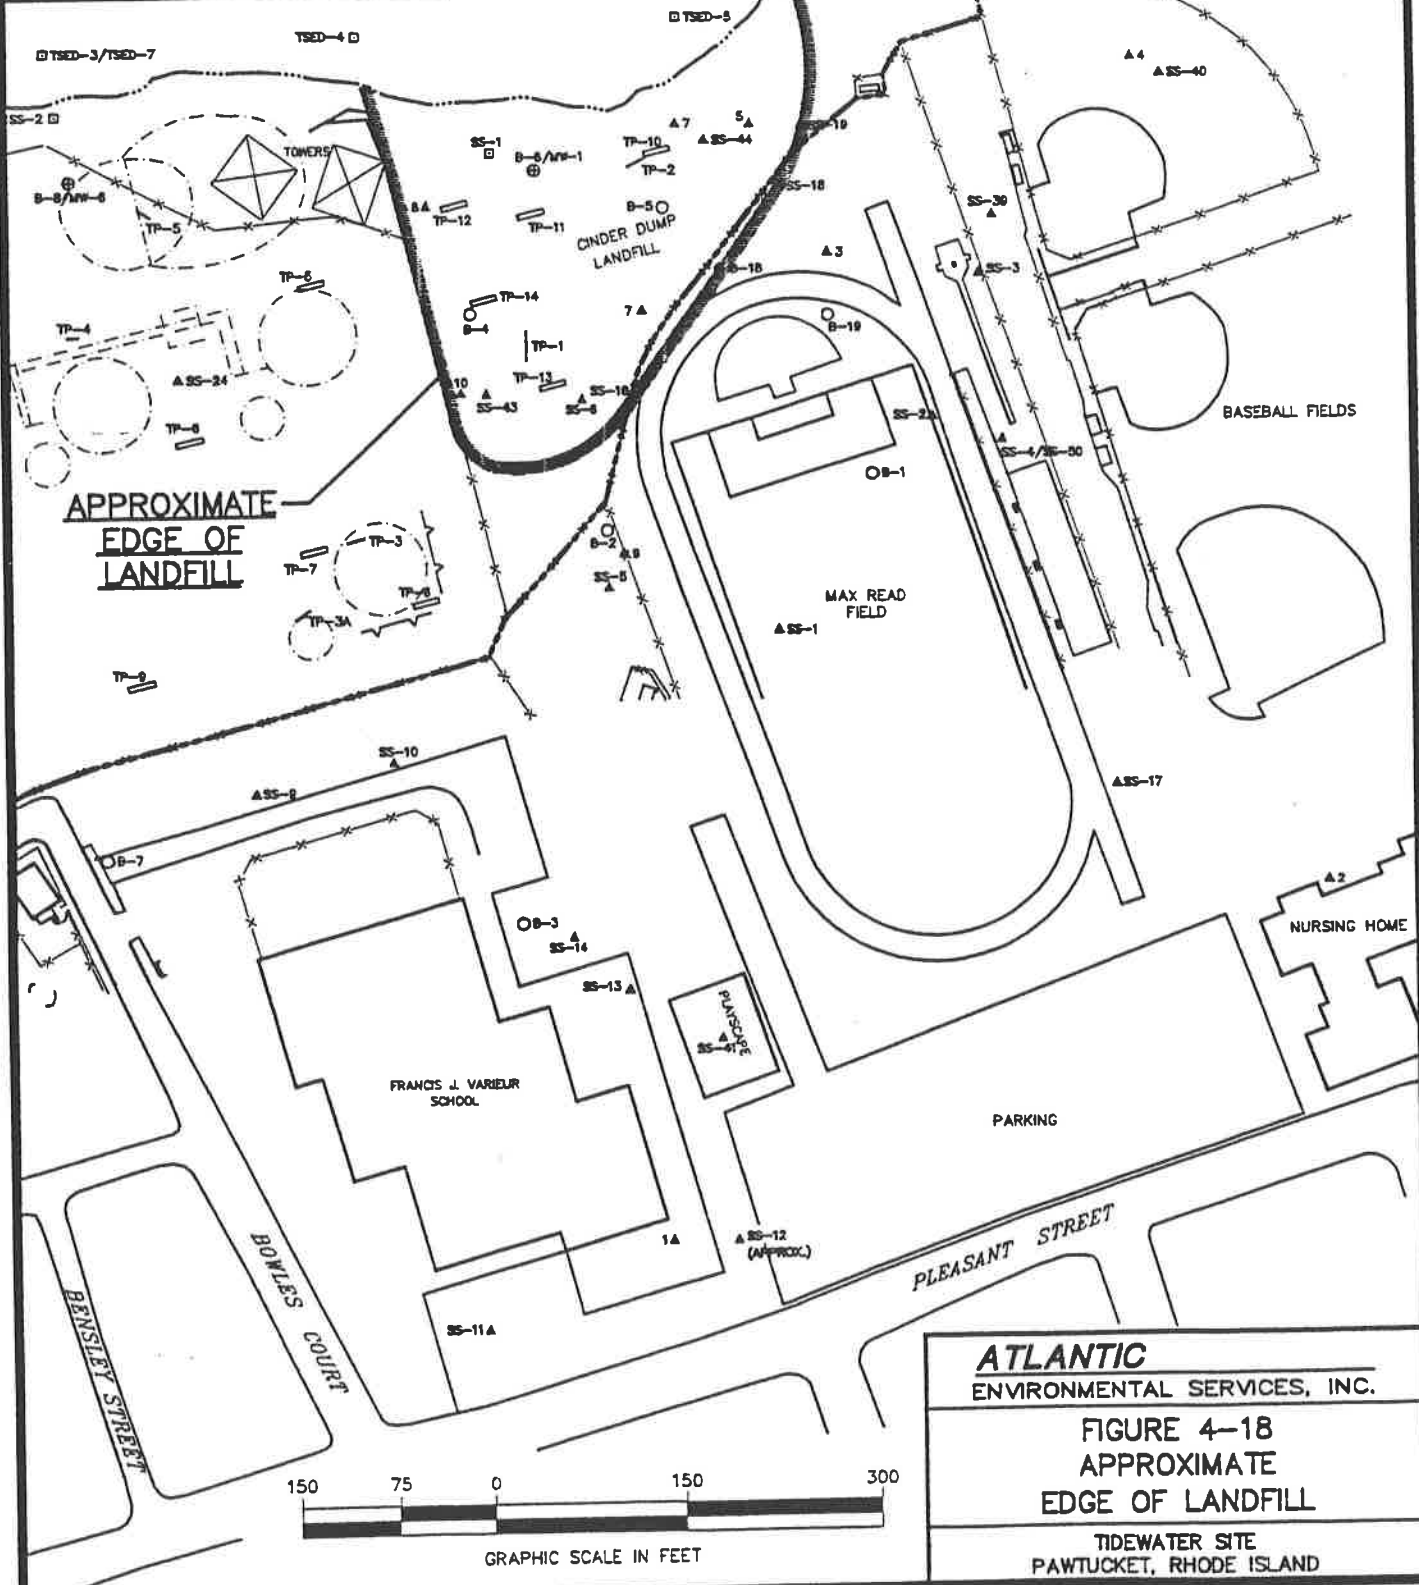 TSED-5
TSED-4
TSED-3/TSED-7
4
SS-40
SS-2
TOWERS
SS-1
B-6/MW-1
7
5
SS-44
SS-19
TP-10
TP-2
SS-18
B-8/MW-6
TP-5
8
TP-12
TP-11
B-5
CINDER DUMP
LANDFILL
SS-39
3
B-18
SS-3
TP-14
B-4
7
B-19
TP-4
TP-1
TP-13
SS-24
10
SS-43
SS-6
SS-2
BASEBALL FIELDS
TP-6
SS-4/SS-50
B-1
APPROXIMATE
EDGE OF
LANDFILL
TP-3
TP-7
B-2
9
SS-5
MAX READ
FIELD
TP-3A
SS-1
TP-9
SS-10
SS-9
SS-17
B-7
2
NURSING HOME
B-3
SS-14
SS-13
PLAYSCAPE
SS-41
FRANCIS J. VARIEUR
SCHOOL
PARKING
1
SS-12
(APPROX.)
PLEASANT STREET
BOWLES COURT
BENSLEY STREET
SS-11
ATLANTIC
ENVIRONMENTAL SERVICES, INC.
FIGURE 4-18
APPROXIMATE
EDGE OF LANDFILL
TIDEWATER SITE
PAWTUCKET, RHODE ISLAND
150 75 0 150 300
GRAPHIC SCALE IN FEET